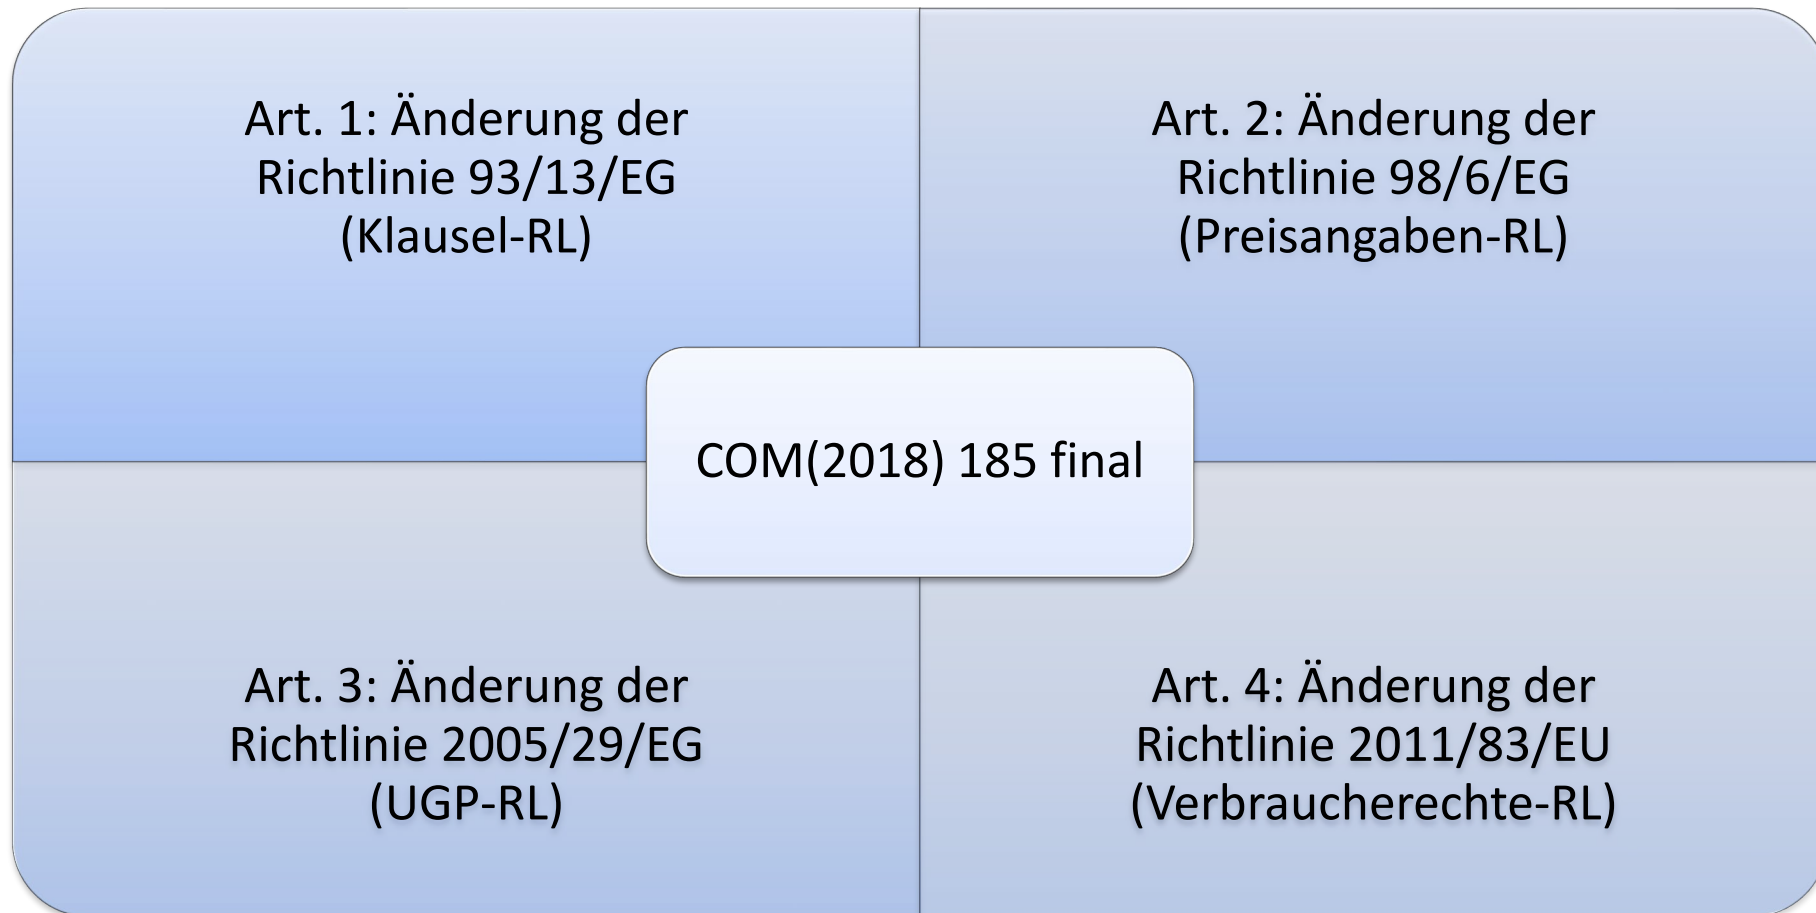 Art. 1: Änderung der
Richtlinie 93/13/EG
(Klausel-RL)
Art. 2: Änderung der
Richtlinie 98/6/EG
(Preisangaben-RL)
COM(2018) 185 final
Art. 3: Änderung der
Richtlinie 2005/29/EG
(UGP-RL)
Art. 4: Änderung der
Richtlinie 2011/83/EU
(Verbraucherechte-RL)